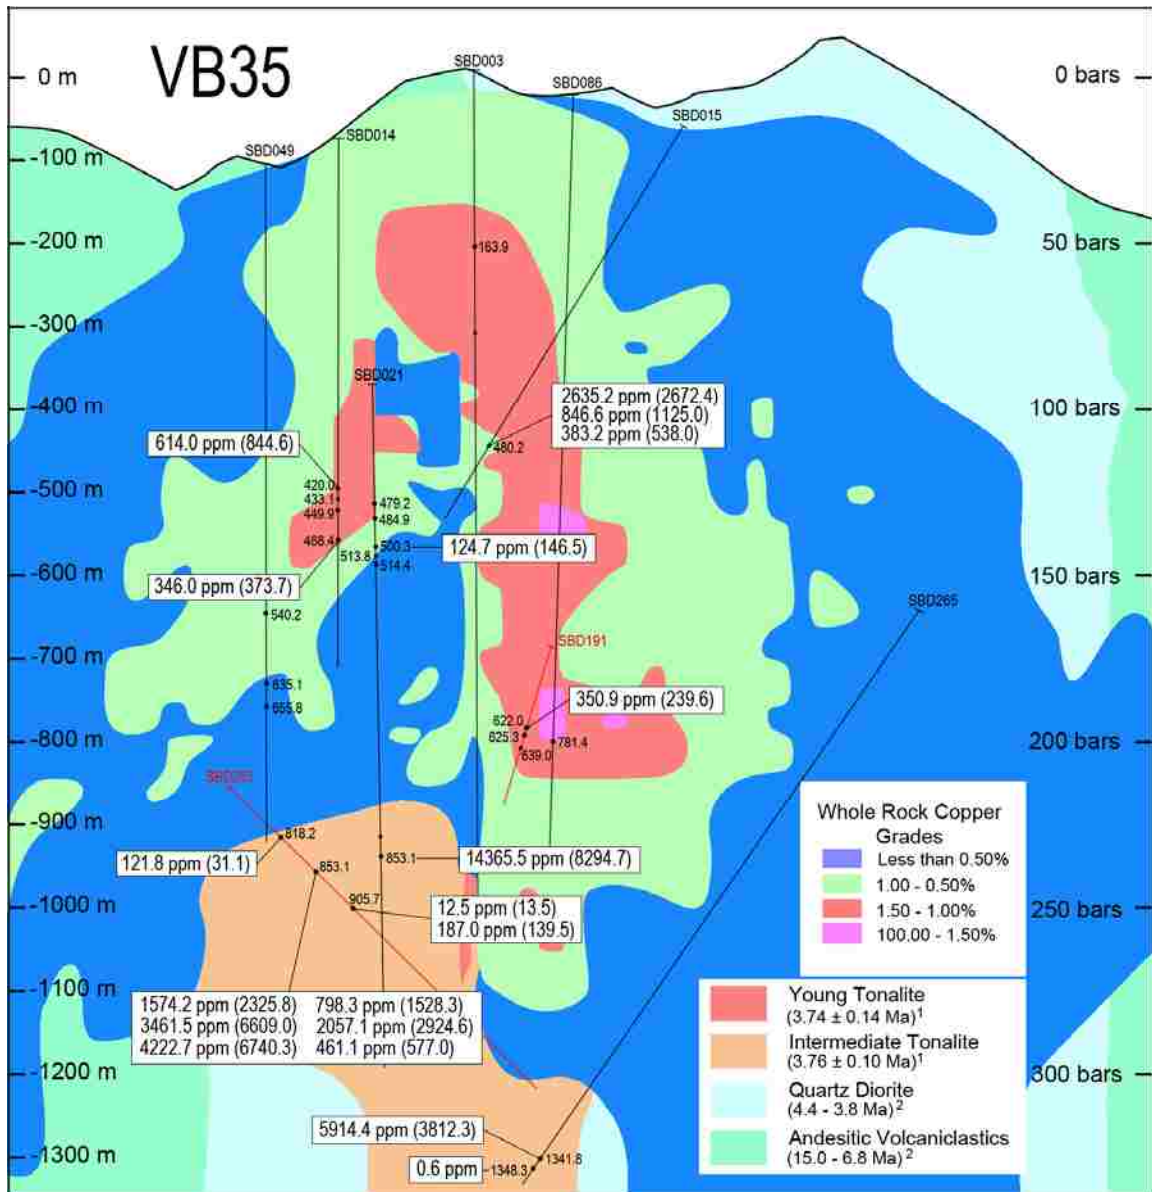 VB35
SBD003
0 m
0 bars
SBD086
SBD015
SBD014
SBD049
-100 m
-200 m
163.9
50 bars
-300 m
SBD021
2635.2 ppm (2672.4)
846.6 ppm (1125.0)
383.2 ppm (538.0)
-400 m
100 bars
614.0 ppm (844.6)
480.2
420.0
433.1
449.9
468.4
-500 m
479.2
484.9
500.3
513.8
514.4
124.7 ppm (146.5)
346.0 ppm (373.7)
-600 m
150 bars
540.2
SBD265
SBD191
-700 m
635.1
655.8
350.9 ppm (239.6)
622.0
625.3
639.0
781.4
-800 m
200 bars
Whole Rock Copper
Grades
Less than 0.50%
1.00 - 0.50%
1.50 - 1.00%
100.00 - 1.50%
-900 m
818.2
121.8 ppm (31.1)
853.1
853.1
14365.5 ppm (8294.7)
905.7
12.5 ppm (13.5)
187.0 ppm (139.5)
-1000 m
250 bars
-1100 m
1574.2 ppm (2325.8) 798.3 ppm (1528.3)
3461.5 ppm (6609.0) 2057.1 ppm (2924.6)
4222.7 ppm (6740.3) 461.1 ppm (577.0)
Young Tonalite
(3.74 ± 0.14 Ma)¹
Intermediate Tonalite
(3.76 ± 0.10 Ma)¹
Quartz Diorite
(4.4 - 3.8 Ma)²
Andesitic Volcaniclastics
(15.0 - 6.8 Ma)²
-1200 m
300 bars
5914.4 ppm (3812.3)
-1300 m
0.6 ppm
1348.3
1341.8